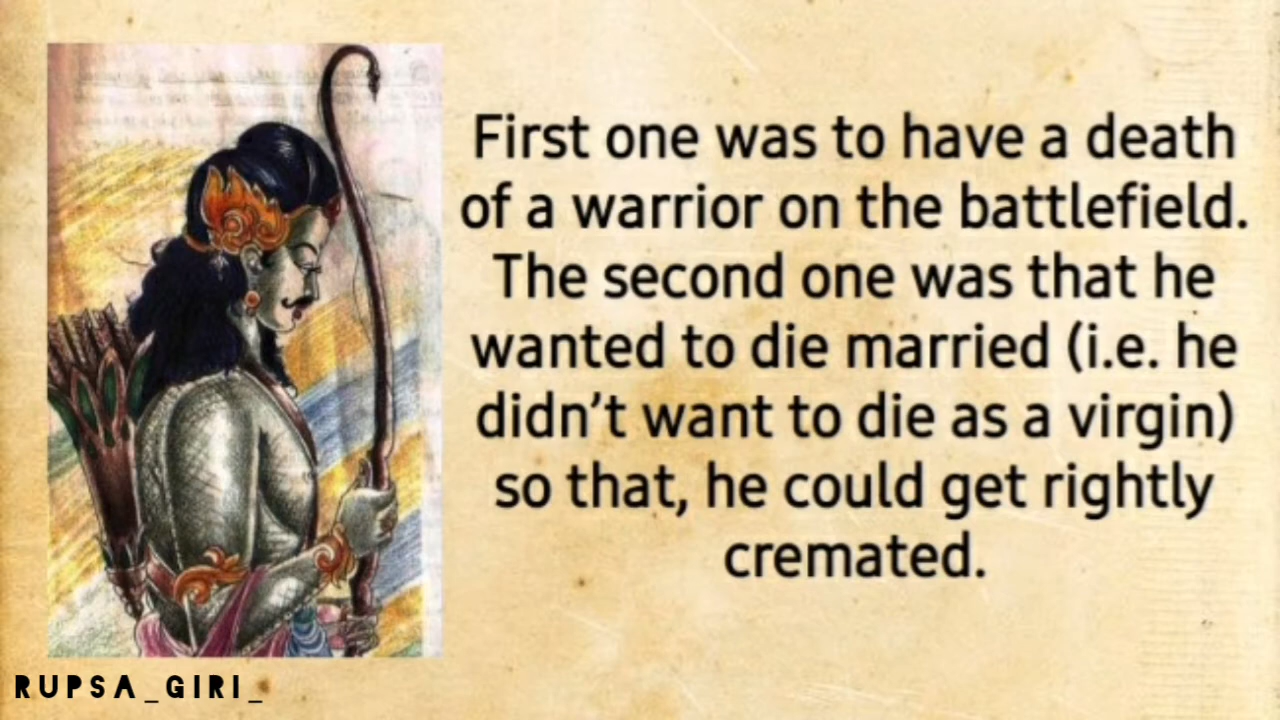 First one was to have a death
of a warrior on the battlefield.
The second one was that he
wanted to die married (i.e. he
didn’t want to die as a virgin)
so that, he could get rightly
cremated.
RUPSA_GIRI_